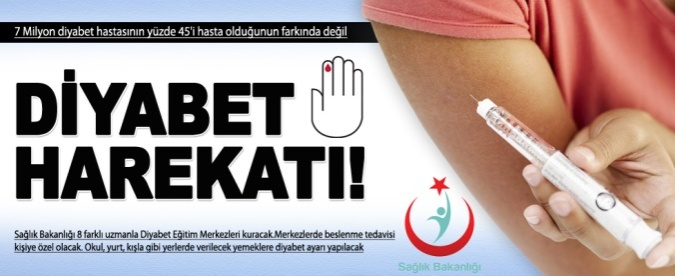 7 Milyon diyabet hastasının yüzde 45'i hasta olduğunun farkında değil
DİYABET
HAREKATI!
Sağlık Bakanlığı 8 farklı uzmanla Diyabet Eğitim Merkezleri kuracak.Merkezlerde beslenme tedavisi
kişiye özel olacak. Okul, yurt, kışla gibi yerlerde verilecek yemeklere diyabet ayarı yapılacak
Sağlık Bakanlığı